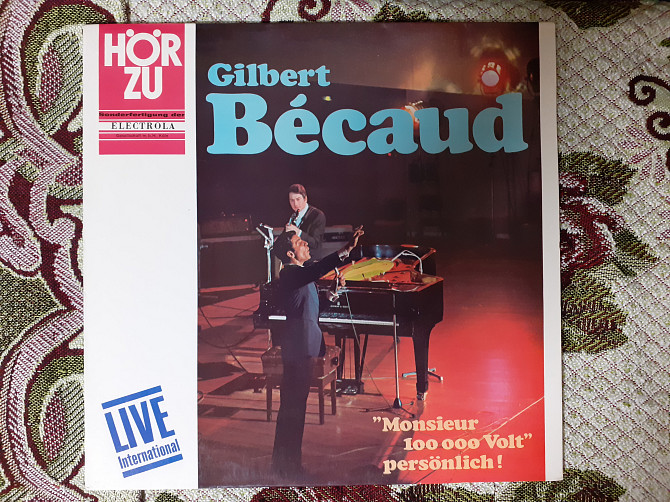 HÖR
ZU
Sonderfertigung der
ELECTROLA
Gilbert
Bécaud
LIVE
International
"Monsieur
100 000 Volt"
persönlich!